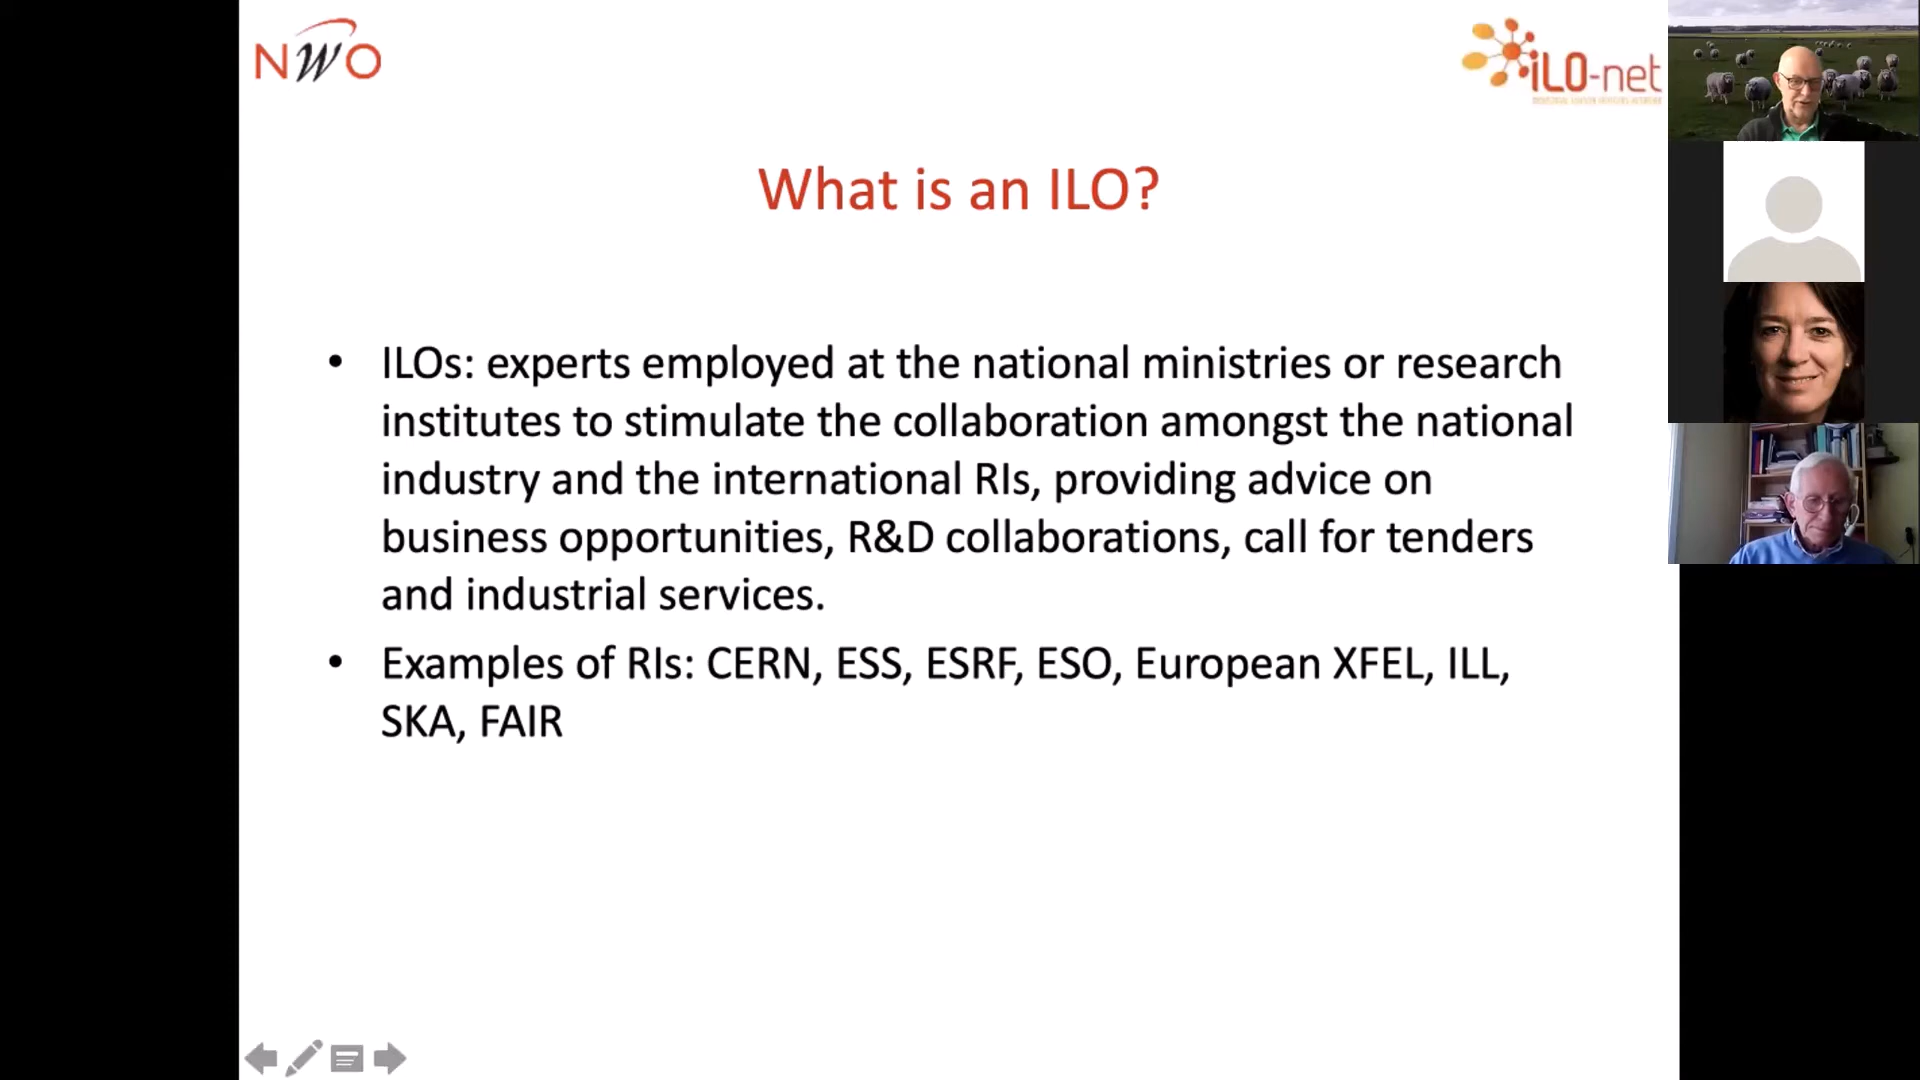 NWO
iLO-net
What is an ILO?
• ILOs: experts employed at the national ministries or research
institutes to stimulate the collaboration amongst the national
industry and the international RIs, providing advice on
business opportunities, R&D collaborations, call for tenders
and industrial services.
• Examples of RIs: CERN, ESS, ESRF, ESO, European XFEL, ILL,
SKA, FAIR